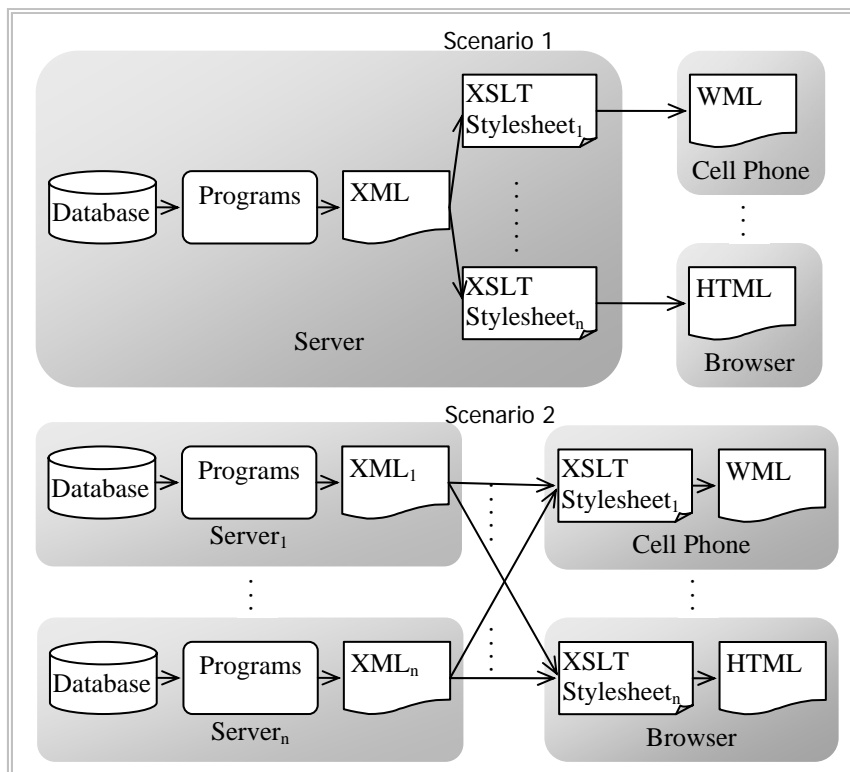 Scenario 1
XSLT
Stylesheet₁
WML
Cell Phone
Database
Programs
XML
XSLT
Stylesheetₙ
HTML
Server
Browser
Scenario 2
Database
Programs
XML₁
XSLT
Stylesheet₁
WML
Server₁
Cell Phone
Database
Programs
XMLₙ
XSLT
Stylesheetₙ
HTML
Serverₙ
Browser